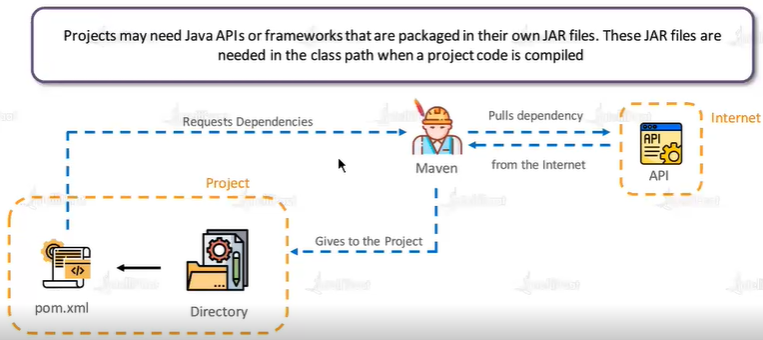 Projects may need Java APIs or frameworks that are packaged in their own JAR files. These JAR files are
needed in the class path when a project code is compiled
Requests Dependencies
Pulls dependency
Internet
API
Maven
from the Internet
API
Project
Gives to the Project
</>
pom.xml
Directory